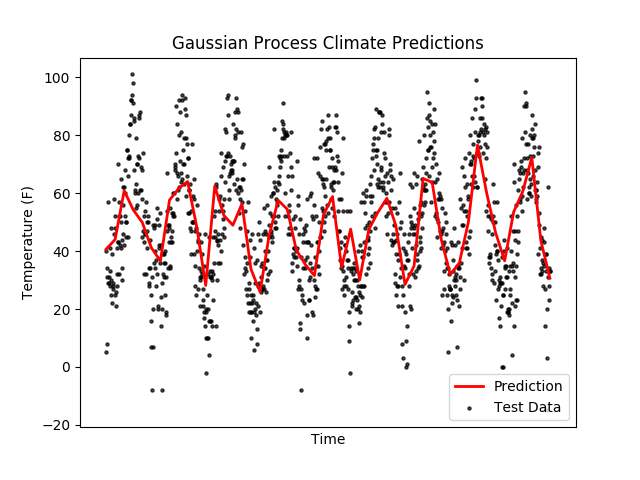 Gaussian Process Climate Predictions
100
80
60
40
20
0
−20
Temperature (F)
Time
Prediction
Test Data